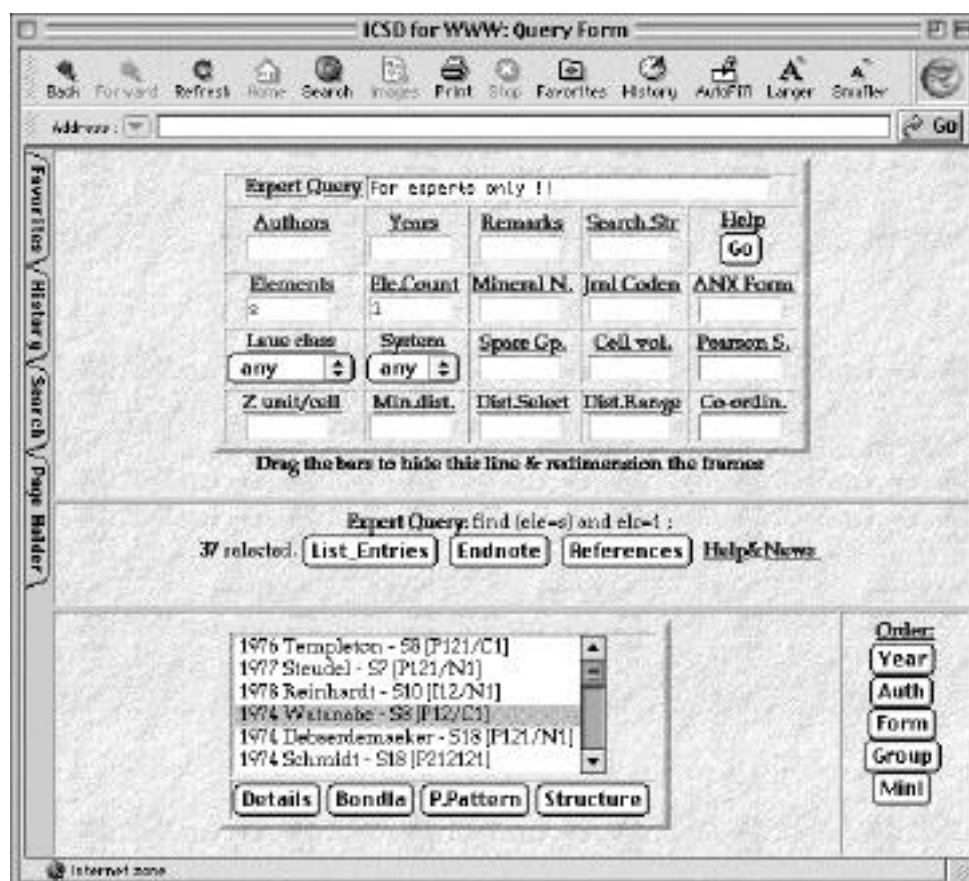 ICSD for WWW: Query Form
Back Forward Refresh Home Search Images Print Stop Favorites History AutoFill Larger Smaller
Address: Go
Favourites
History
Search
Page Holder
Expert Query For experts only !!
Authors Years Remarks Search.Str Help
Go
Elements Ele.Count Mineral N. Jrnl Coden ANX Form
s 1
Laue class System Space Gp. Cell vol. Pearson S.
any any
Z unit/cell Min.dist. Dist.Select Dist.Range Co-ordin.
Drag the bars to hide this line & redimension the frames
Expert Query: find (ele=s) and elc=1 ;
37 selected. List_Entries Endnote References Help&News
1976 Templeton - S8 [P121/C1]
1977 Steudel - S7 [P121/N1]
1978 Reinhardt - S10 [I12/N1]
1974 Watanabe - S8 [P12/C1]
1974 Debaerdemaeker - S18 [P121/N1]
1974 Schmidt - S18 [P212121]
Details Bondla P.Pattern Structure
Order:
Year
Auth
Form
Group
Minl
Internet zone